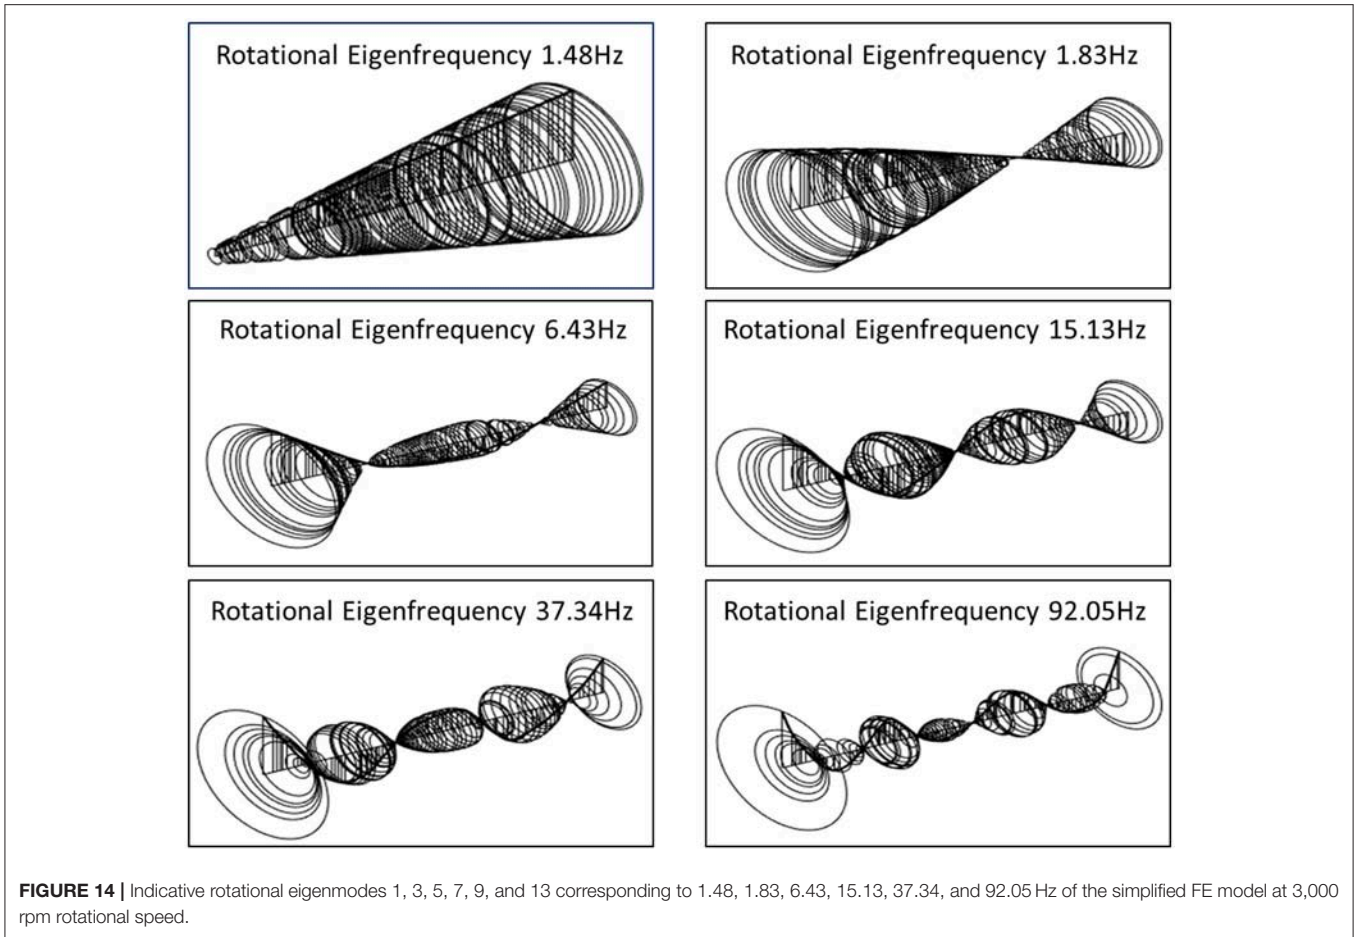 Rotational Eigenfrequency 1.48Hz
Rotational Eigenfrequency 1.83Hz
Rotational Eigenfrequency 6.43Hz
Rotational Eigenfrequency 15.13Hz
Rotational Eigenfrequency 37.34Hz
Rotational Eigenfrequency 92.05Hz
FIGURE 14 | Indicative rotational eigenmodes 1, 3, 5, 7, 9, and 13 corresponding to 1.48, 1.83, 6.43, 15.13, 37.34, and 92.05 Hz of the simplified FE model at 3,000
rpm rotational speed.